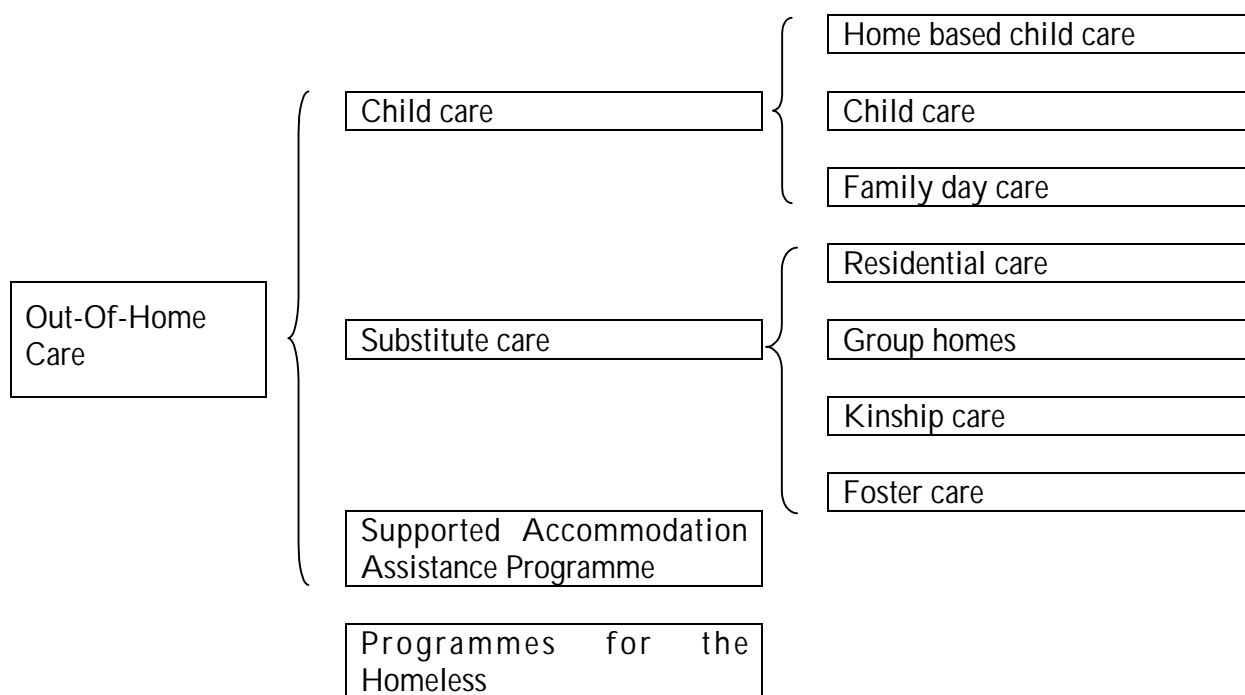 Out-Of-Home
Care
Child care
Substitute care
Supported Accommodation
Assistance Programme
Programmes for the
Homeless
Home based child care
Child care
Family day care
Residential care
Group homes
Kinship care
Foster care